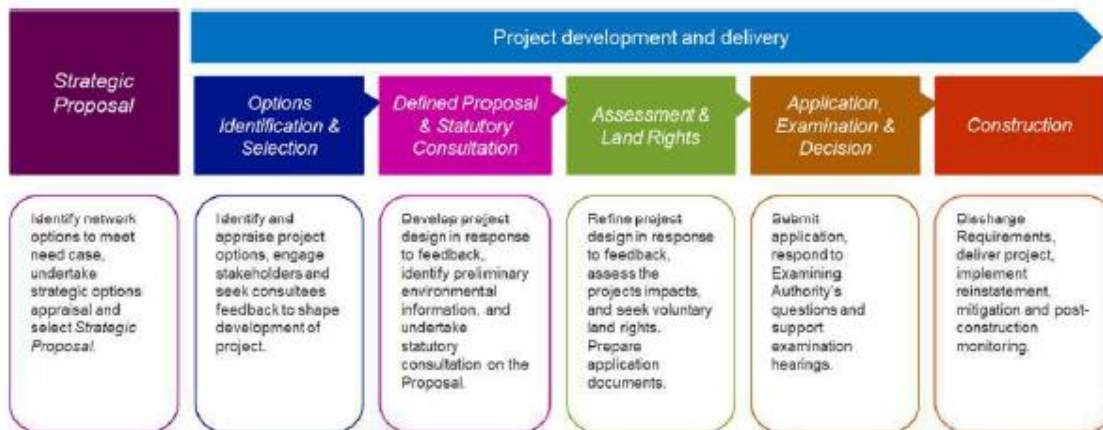 Project development and delivery
Strategic
Proposal
Options
Identification &
Selection
Defined Proposal
& Statutory
Consultation
Assessment &
Land Rights
Application,
Examination &
Decision
Construction
Identify network
options to meet
need case,
undertake
strategic options
appraisal and
select Strategic
Proposal.
Identify and
appraise project
options, engage
stakeholders and
seek consultees
feedback to shape
development of
project.
Develop project
design in response
to feedback,
identify preliminary
environmental
information, and
undertake
statutory
consultation on the
Proposal.
Refine project
design in response
to feedback,
assess the
projects impacts,
and seek voluntary
land rights.
Prepare
application
documents.
Submit
application,
respond to
Examining
Authority's
questions and
support
examination
hearings.
Discharge
Requirements,
deliver project,
implement
reinstatement,
mitigation and post-
construction
monitoring.